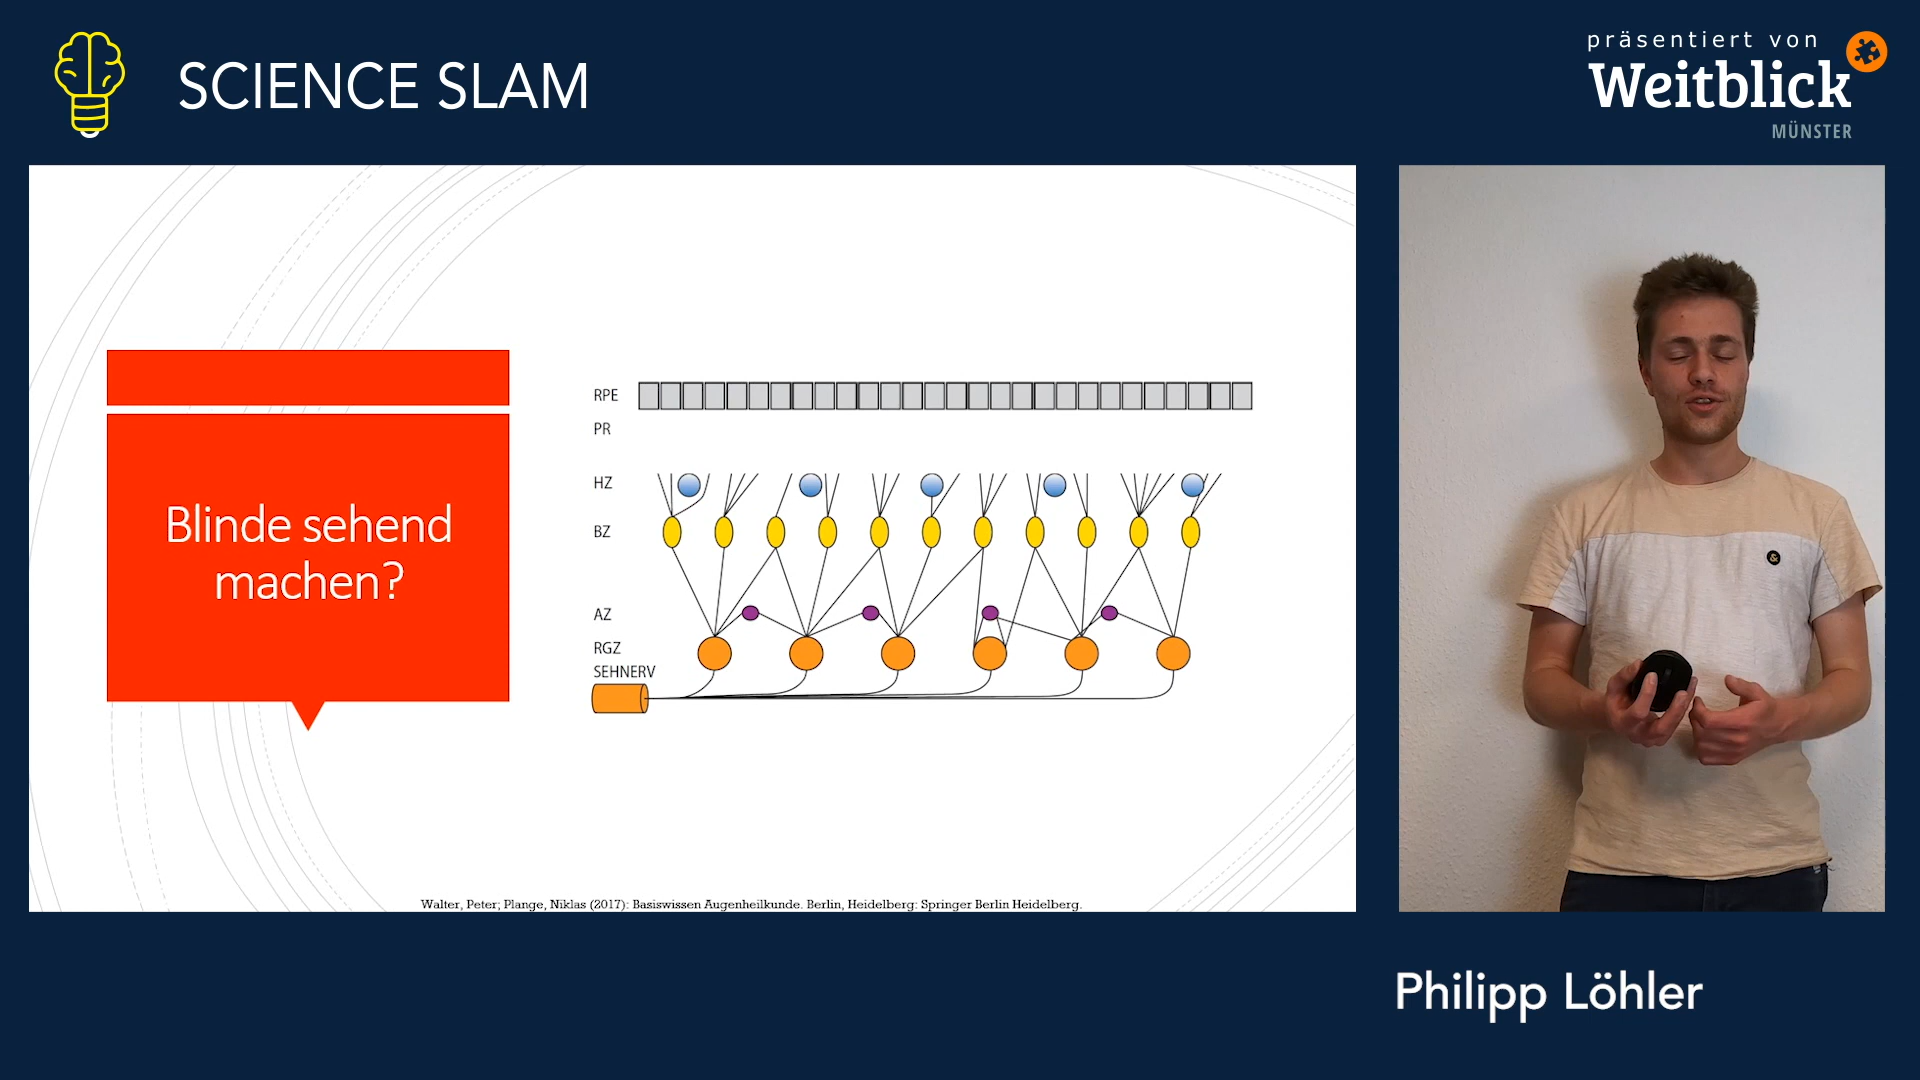 SCIENCE SLAM
präsentiert von
Weitblick
MÜNSTER
Blinde sehend
machen?
RPE
PR
HZ
BZ
AZ
RGZ
SEHNERV
Walter, Peter; Plange, Niklas (2017): Basiswissen Augenheilkunde. Berlin, Heidelberg: Springer Berlin Heidelberg.
&
Philipp Löhler